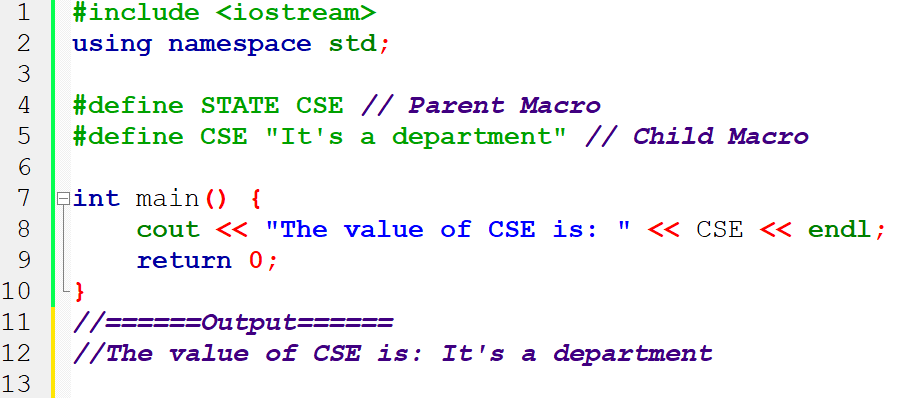 1 #include <iostream>
2 using namespace std;
3
4 #define STATE CSE // Parent Macro
5 #define CSE "It's a department" // Child Macro
6
7 int main() {
8 cout << "The value of CSE is: " << CSE << endl;
9 return 0;
10 }
11 //======Output======
12 //The value of CSE is: It's a department
13